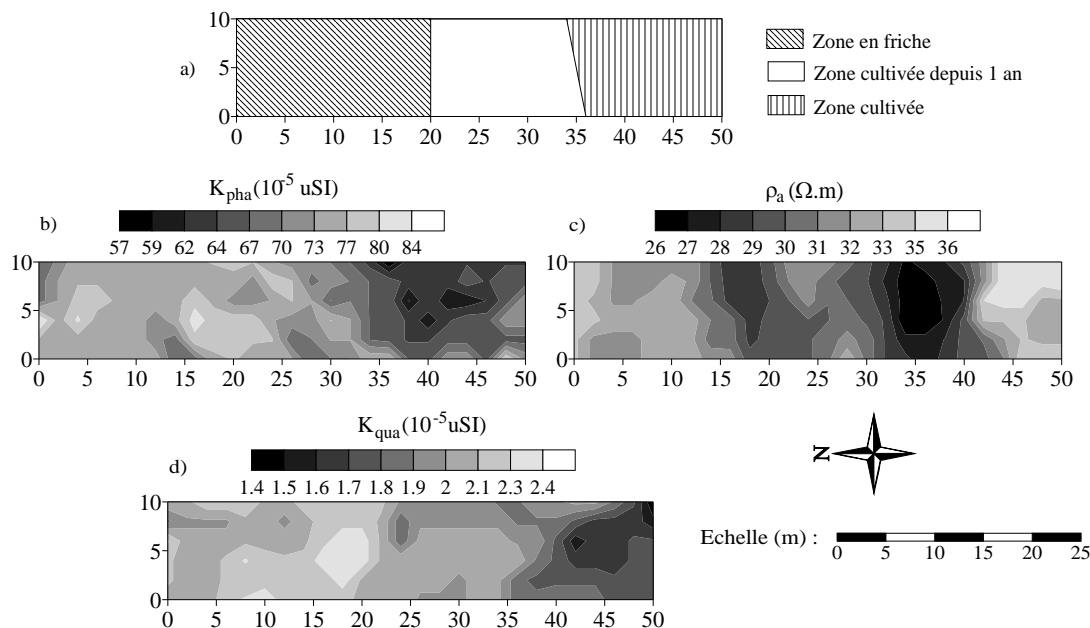 a)
10
5
0
0 5 10 15 20 25 30 35 40 45 50
Zone en friche
Zone cultivée depuis 1 an
Zone cultivée
b)
K_pha (10^-5 uSI)
57 59 62 64 67 70 73 77 80 84
10
5
0
0 5 10 15 20 25 30 35 40 45 50
c)
ρ_a (Ω.m)
26 27 28 29 30 31 32 33 35 36
10
5
0
0 5 10 15 20 25 30 35 40 45 50
d)
K_qua (10^-5 uSI)
1.4 1.5 1.6 1.7 1.8 1.9 2 2.1 2.3 2.4
10
5
0
0 5 10 15 20 25 30 35 40 45 50
N
Echelle (m) :
0 5 10 15 20 25